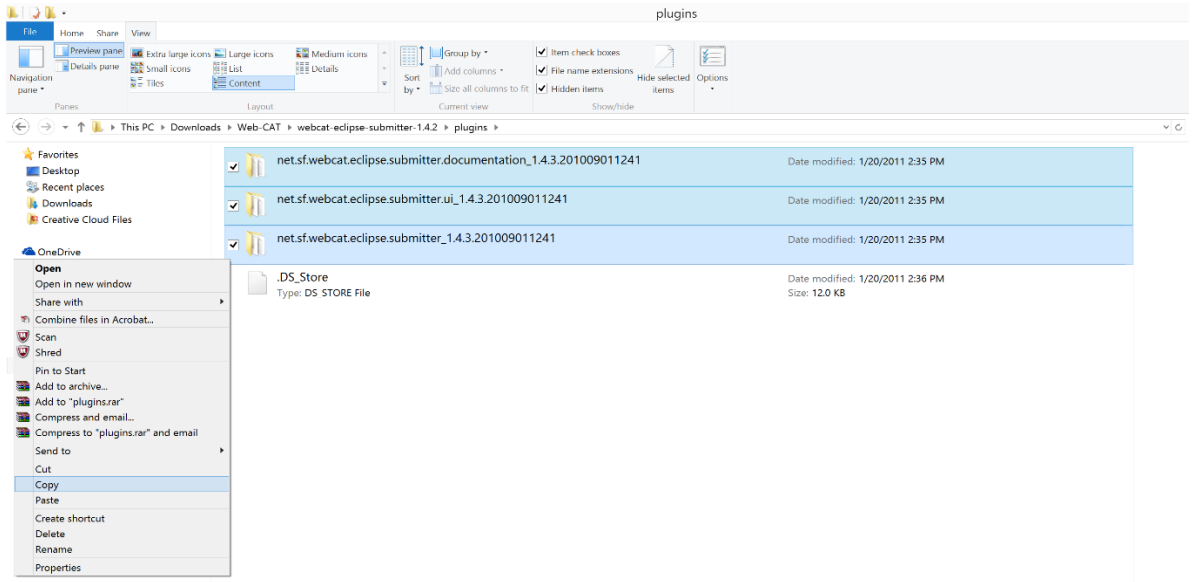 plugins
File Home Share View
Navigation pane
Preview pane
Details pane
Panes
Extra large icons Large icons Medium icons
Small icons List Details
Tiles Content
Layout
Sort by
Group by
Add columns
Size all columns to fit
Current view
Item check boxes
File name extensions
Hidden items
Hide selected items
Show/hide
Options
This PC Downloads Web-CAT webcat-eclipse-submitter-1.4.2 plugins
Favorites
Desktop
Recent places
Downloads
Creative Cloud Files
OneDrive
net.sf.webcat.eclipse.submitter.documentation_1.4.3.201009011241 Date modified: 1/20/2011 2:35 PM
net.sf.webcat.eclipse.submitter.ui_1.4.3.201009011241 Date modified: 1/20/2011 2:35 PM
net.sf.webcat.eclipse.submitter_1.4.3.201009011241 Date modified: 1/20/2011 2:35 PM
.DS_Store Date modified: 1/20/2011 2:36 PM
Type: DS_STORE File Size: 12.0 KB
Open
Open in new window
Share with
Combine files in Acrobat...
Scan
Shred
Pin to Start
Add to archive...
Add to "plugins.rar"
Compress and email...
Compress to "plugins.rar" and email
Send to
Cut
Copy
Paste
Create shortcut
Delete
Rename
Properties